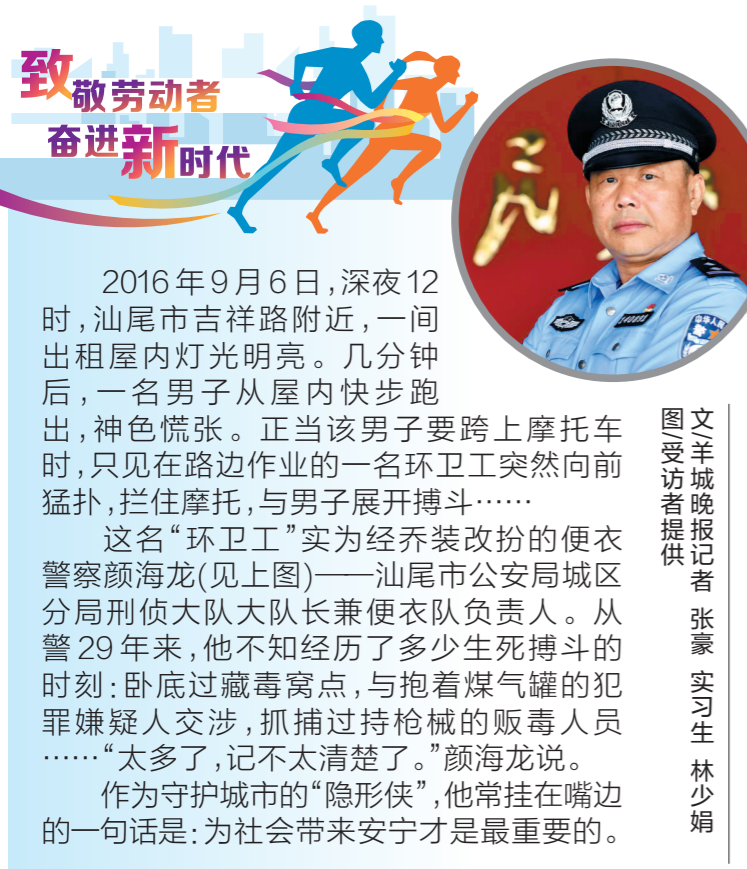 致敬劳动者
奋进新时代
2016年9月6日,深夜12
时,汕尾市吉祥路附近,一间
出租屋内灯光明亮。几分钟
后,一名男子从屋内快步跑
出,神色慌张。正当该男子要跨上摩托车
时,只见在路边作业的一名环卫工突然向前
猛扑,拦住摩托,与男子展开搏斗……
这名“环卫工”实为经乔装改扮的便衣
警察颜海龙(见上图)——汕尾市公安局城区
分局刑侦大队大队长兼便衣队负责人。从
警29年来,他不知经历了多少生死搏斗的
时刻:卧底过藏毒窝点,与抱着煤气罐的犯
罪嫌疑人交涉,抓捕过持枪械的贩毒人员
……“太多了,记不太清楚了。”颜海龙说。
作为守护城市的“隐形侠”,他常挂在嘴边
的一句话是:为社会带来安宁才是最重要的。
文/羊城晚报记者 张豪 实习生 林少娟
图/受访者提供